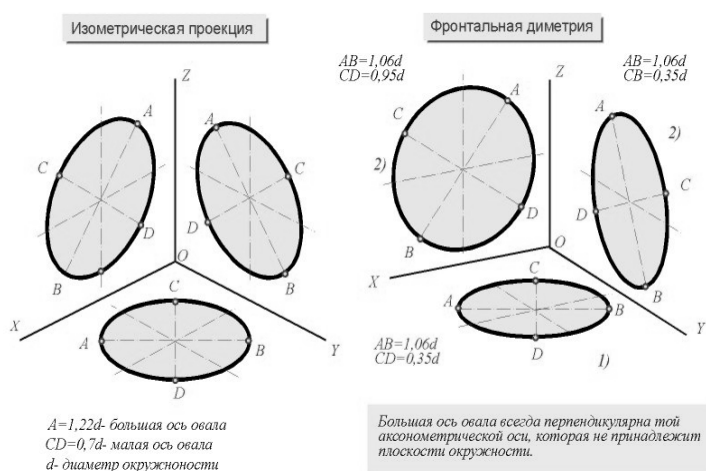 Изометрическая проекция
Фронтальная диметрия
AB=1,06d
CD=0,95d
AB=1,06d
CB=0,35d
Z
A
A
C
C
D
D
B
B
O
X
Y
C
A
B
D
Z
A
C
2)
D
B
A
2)
C
D
B
O
X
Y
C
A
B
D
AB=1,06d
CD=0,35d
1)
A=1,22d- большая ось овала
CD=0,7d- малая ось овала
d- диаметр окружноности
Большая ось овала всегда перпендикулярна той
аксонометрической оси, которая не принадлежит
плоскости окружности.